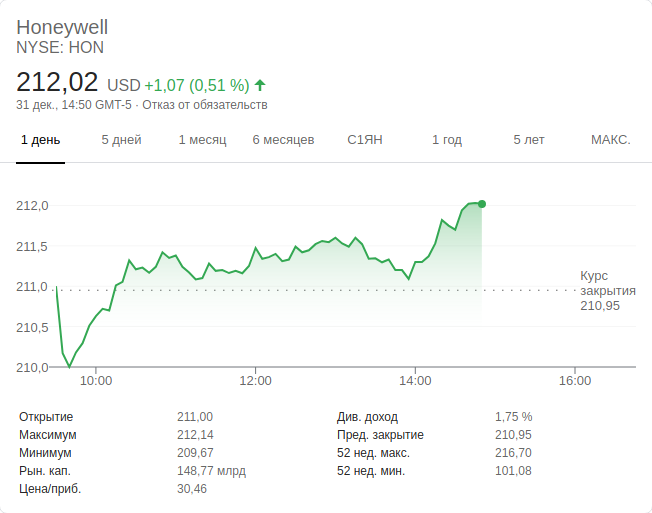 Honeywell
NYSE: HON
212,02 USD +1,07 (0,51 %)
31 дек., 14:50 GMT-5 · Отказ от обязательств
1 день 5 дней 1 месяц 6 месяцев С1ЯН 1 год 5 лет МАКС.
212,0
211,5
211,0
210,5
210,0
Курс
закрытия
210,95
10:00 12:00 14:00 16:00
Открытие 211,00 Див. доход 1,75 %
Максимум 212,14 Пред. закрытие 210,95
Минимум 209,67 52 нед. макс. 216,70
Рын. кап. 148,77 млрд 52 нед. мин. 101,08
Цена/приб. 30,46